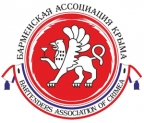 БАРМЕНСКАЯ АССОЦИАЦИЯ КРЫМА
BARTENDERS ASSOCIATION OF CRIMEA